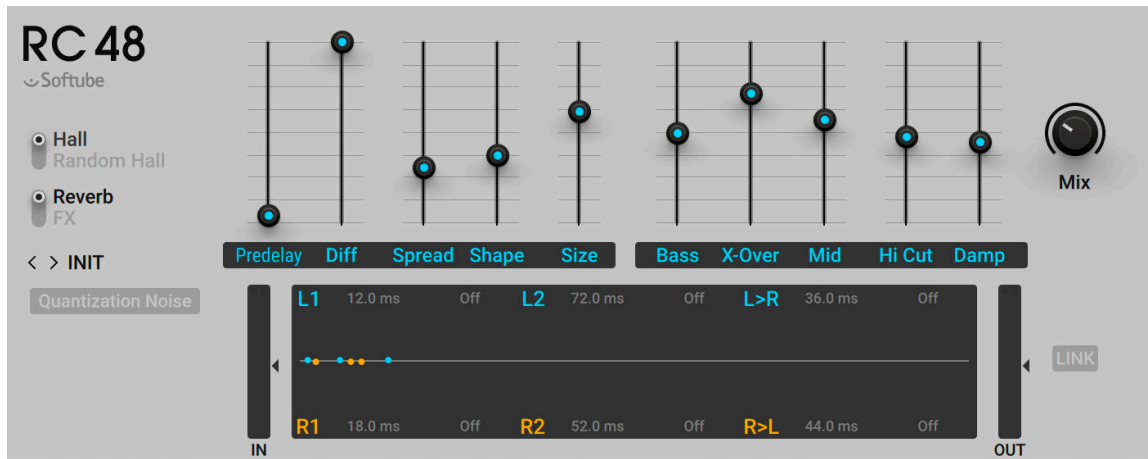 RC 48
Softube
Hall
Random Hall
Reverb
FX
< > INIT
Quantization Noise
Predelay Diff Spread Shape Size Bass X-Over Mid Hi Cut Damp
Mix
L1 12.0 ms Off L2 72.0 ms Off L>R 36.0 ms Off
LINK
R1 18.0 ms Off R2 52.0 ms Off R>L 44.0 ms Off
IN OUT